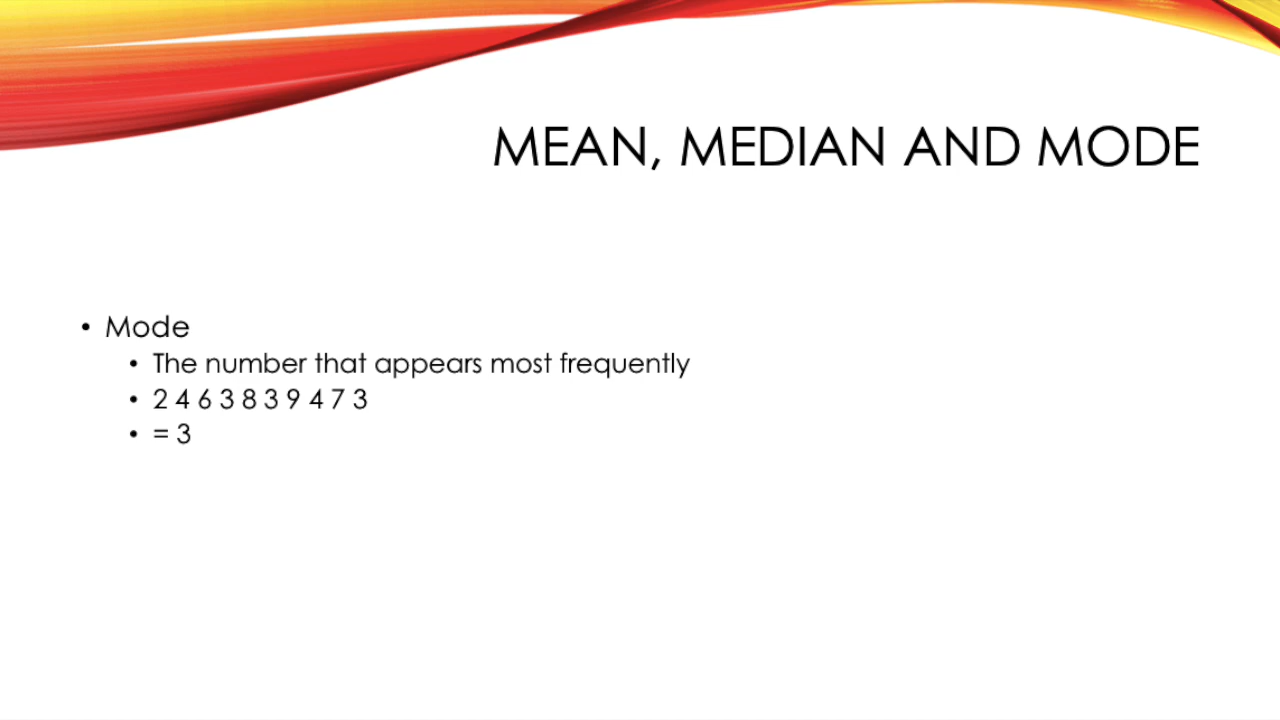 MEAN, MEDIAN AND MODE
• Mode
• The number that appears most frequently
• 2 4 6 3 8 3 9 4 7 3
• = 3